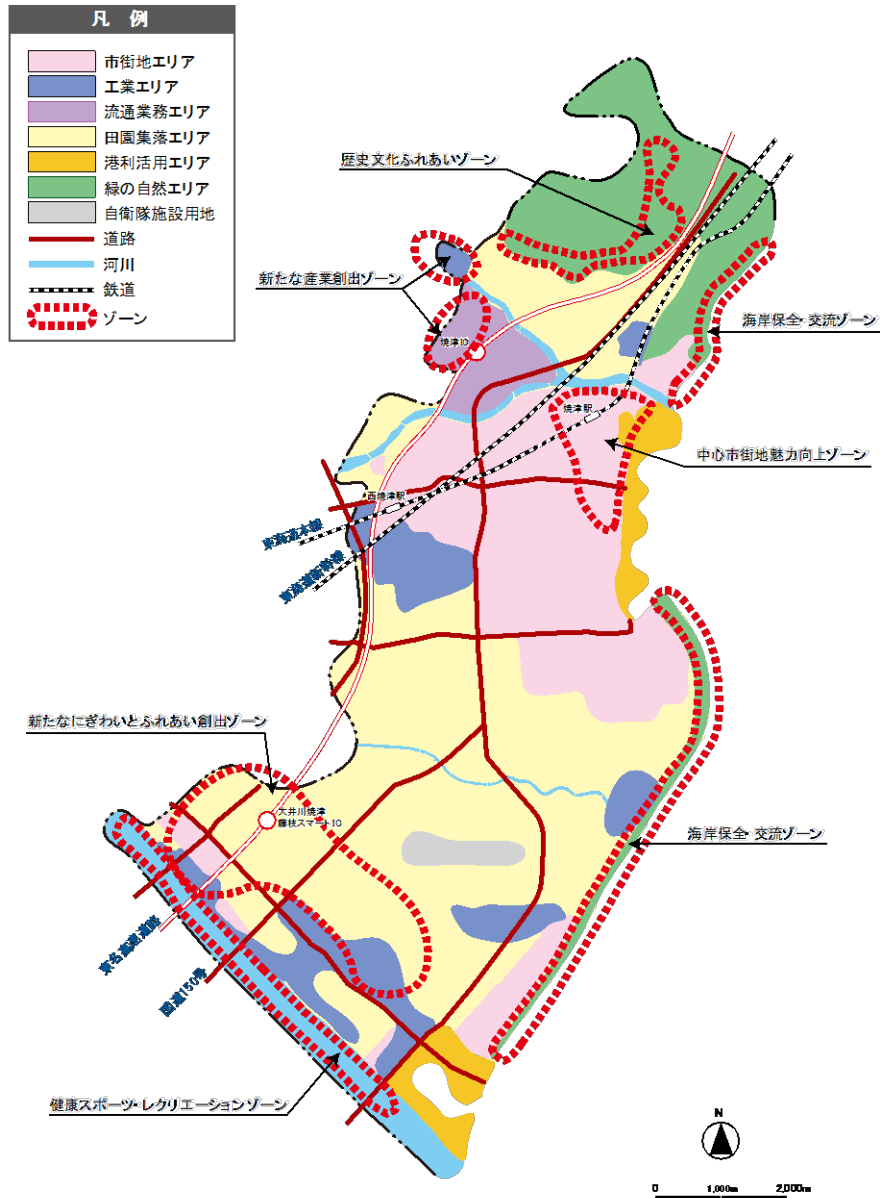 凡 例
市街地エリア
工業エリア
流通業務エリア
田園集落エリア
港利活用エリア
緑の自然エリア
自衛隊施設用地
道路
河川
鉄道
ゾーン
歴史文化ふれあいゾーン
新たな産業創出ゾーン
焼津IC
海岸保全・交流ゾーン
焼津駅
中心市街地魅力向上ゾーン
西焼津駅
東海道本線
東海道新幹線
新たなにぎわいとふれあい創出ゾーン
大井川焼津
藤枝スマートIC
海岸保全・交流ゾーン
東名高速道路
国道150号
健康スポーツ・レクリエーションゾーン
N
0 1,000m 2,000m